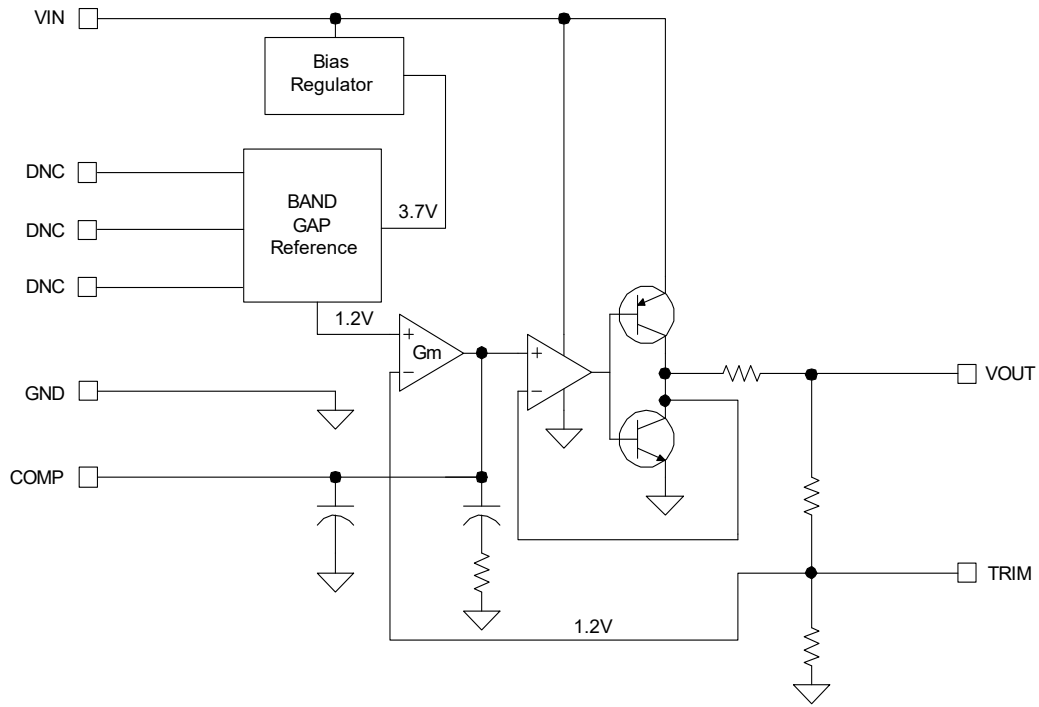 VIN
Bias
Regulator
DNC
DNC
DNC
BAND
GAP
Reference
3.7V
1.2V
+
Gm
−
+
−
GND
VOUT
COMP
TRIM
1.2V